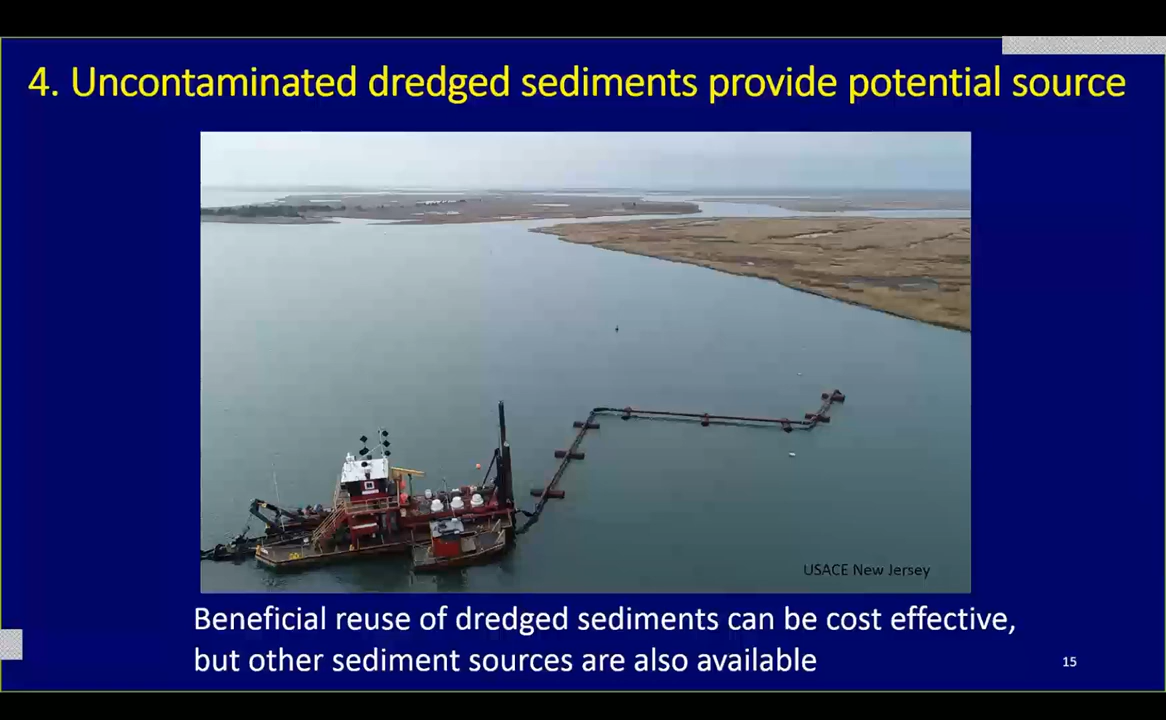 4. Uncontaminated dredged sediments provide potential source
USACE New Jersey
Beneficial reuse of dredged sediments can be cost effective,
but other sediment sources are also available
15